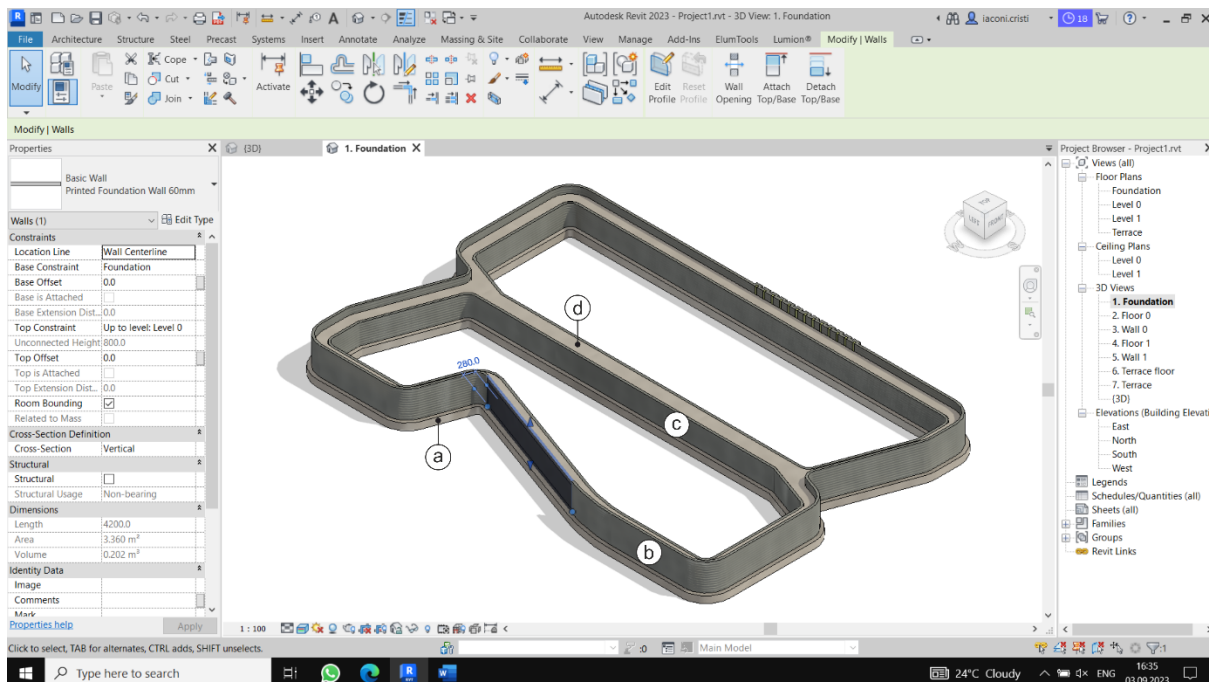 Autodesk Revit 2023 - Project1.rvt - 3D View: 1. Foundation
iaconi.cristi
18
File Architecture Structure Steel Precast Systems Insert Annotate Analyze Massing & Site Collaborate View Manage Add-Ins ElumTools Lumion® Modify | Walls
Modify
Paste
Cope
Cut
Join
Activate
Edit Profile
Reset Profile
Wall Opening
Attach Top/Base
Detach Top/Base
Modify | Walls
Properties
{3D}
1. Foundation
Project Browser - Project1.rvt
Basic Wall
Printed Foundation Wall 60mm
Walls (1)
Edit Type
Constraints
Location Line Wall Centerline
Base Constraint Foundation
Base Offset 0.0
Base is Attached
Base Extension Dist... 0.0
Top Constraint Up to level: Level 0
Unconnected Height 800.0
Top Offset 0.0
Top is Attached
Top Extension Dist... 0.0
Room Bounding
Related to Mass
Cross-Section Definition
Cross-Section Vertical
Structural
Structural
Structural Usage Non-bearing
Dimensions
Length 4200.0
Area 3.360 m²
Volume 0.202 m³
Identity Data
Image
Comments
Mark
Properties help
Apply
TOP
LEFT
FRONT
d
280.0
c
a
b
Views (all)
Floor Plans
Foundation
Level 0
Level 1
Terrace
Ceiling Plans
Level 0
Level 1
3D Views
1. Foundation
2. Floor 0
3. Wall 0
4. Floor 1
5. Wall 1
6. Terrace floor
7. Terrace
{3D}
Elevations (Building Elevati
East
North
South
West
Legends
Schedules/Quantities (all)
Sheets (all)
Families
Groups
Revit Links
1 : 100
Click to select, TAB for alternates, CTRL adds, SHIFT unselects.
:0
Main Model
:1
Type here to search
24°C Cloudy
ENG
16:35
03.09.2023